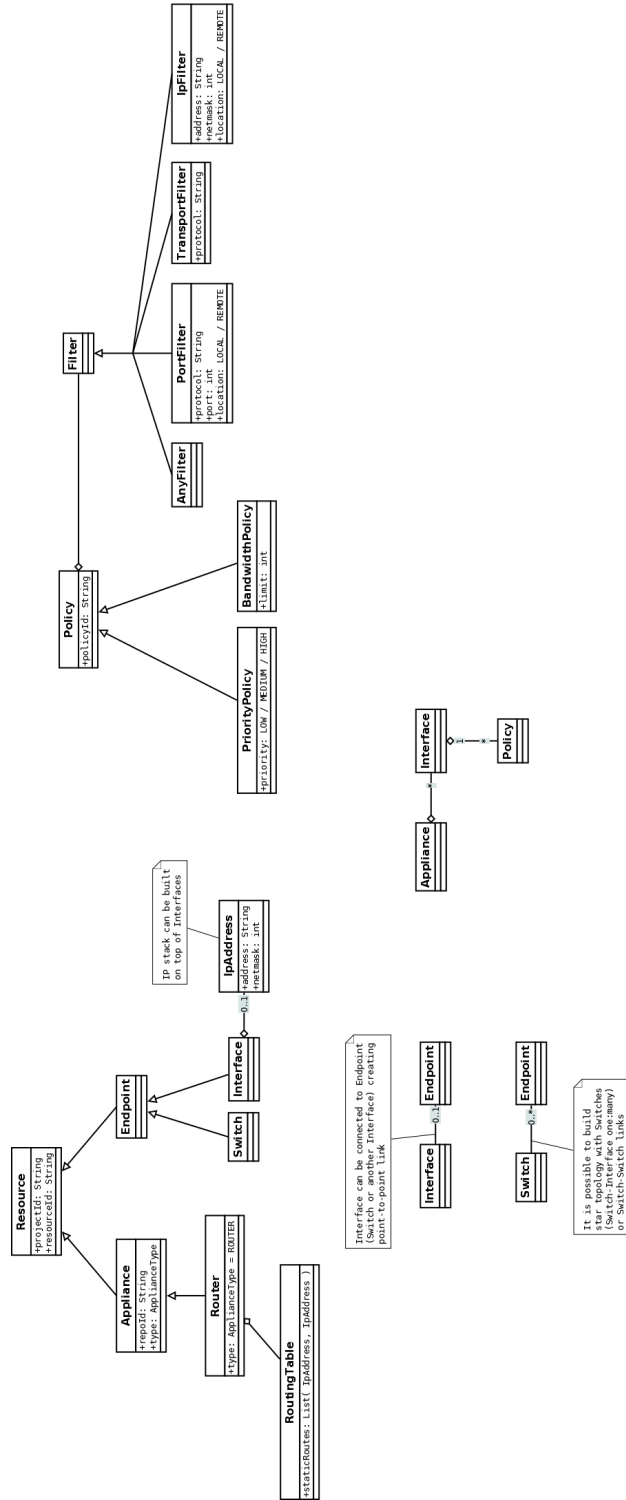 Resource
+projectId: String
+resourceId: String
Appliance
+repoId: String
+type: ApplianceType
Endpoint
Router
+type: ApplianceType = ROUTER
Switch
Interface
0..1
IpAddress
+address: String
+netmask: int
IP stack can be built
on top of Interfaces
RoutingTable
+staticRoutes: List( IpAddress, IpAddress )
Policy
+policyId: String
Filter
PriorityPolicy
+priority: LOW / MEDIUM / HIGH
BandwidthPolicy
+limit: int
AnyFilter
PortFilter
+protocol: String
+port: int
+location: LOCAL / REMOTE
TransportFilter
+protocol: String
IpFilter
+address: String
+netmask: int
+location: LOCAL / REMOTE
Interface can be connected to Endpoint
(Switch or another Interface) creating
point-to-point link
Interface
0..1
Endpoint
Switch
0..*
Endpoint
It is possible to build
star topology with Switches
(Switch-Interface one:many)
or Switch-Switch links
Appliance
*
Interface
1
*
Policy